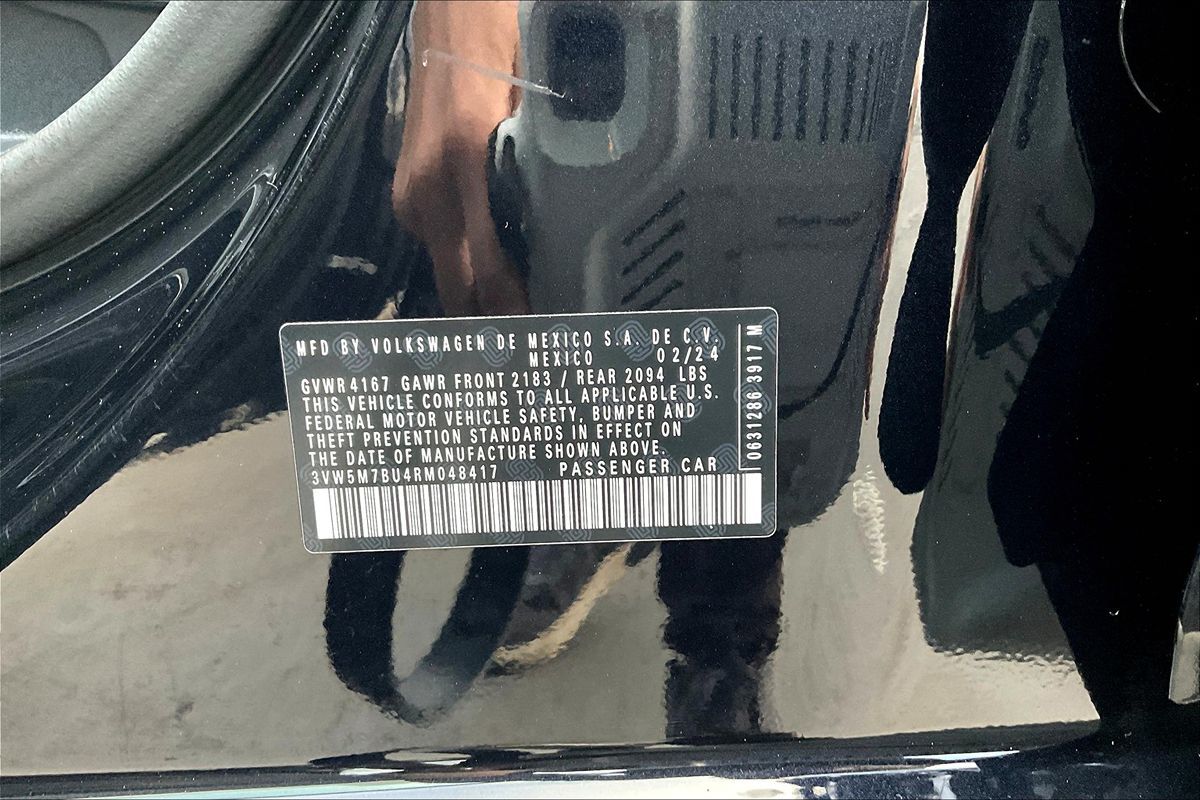 MFD BY VOLKSWAGEN DE MEXICO S.A. DE C.V.
MEXICO 02/24
GVWR 4167 GAWR FRONT 2183 / REAR 2094 LBS
THIS VEHICLE CONFORMS TO ALL APPLICABLE U.S.
FEDERAL MOTOR VEHICLE SAFETY, BUMPER AND
THEFT PREVENTION STANDARDS IN EFFECT ON
THE DATE OF MANUFACTURE SHOWN ABOVE.
3VW5M7BU4RM048417 PASSENGER CAR
0631286 3917 M